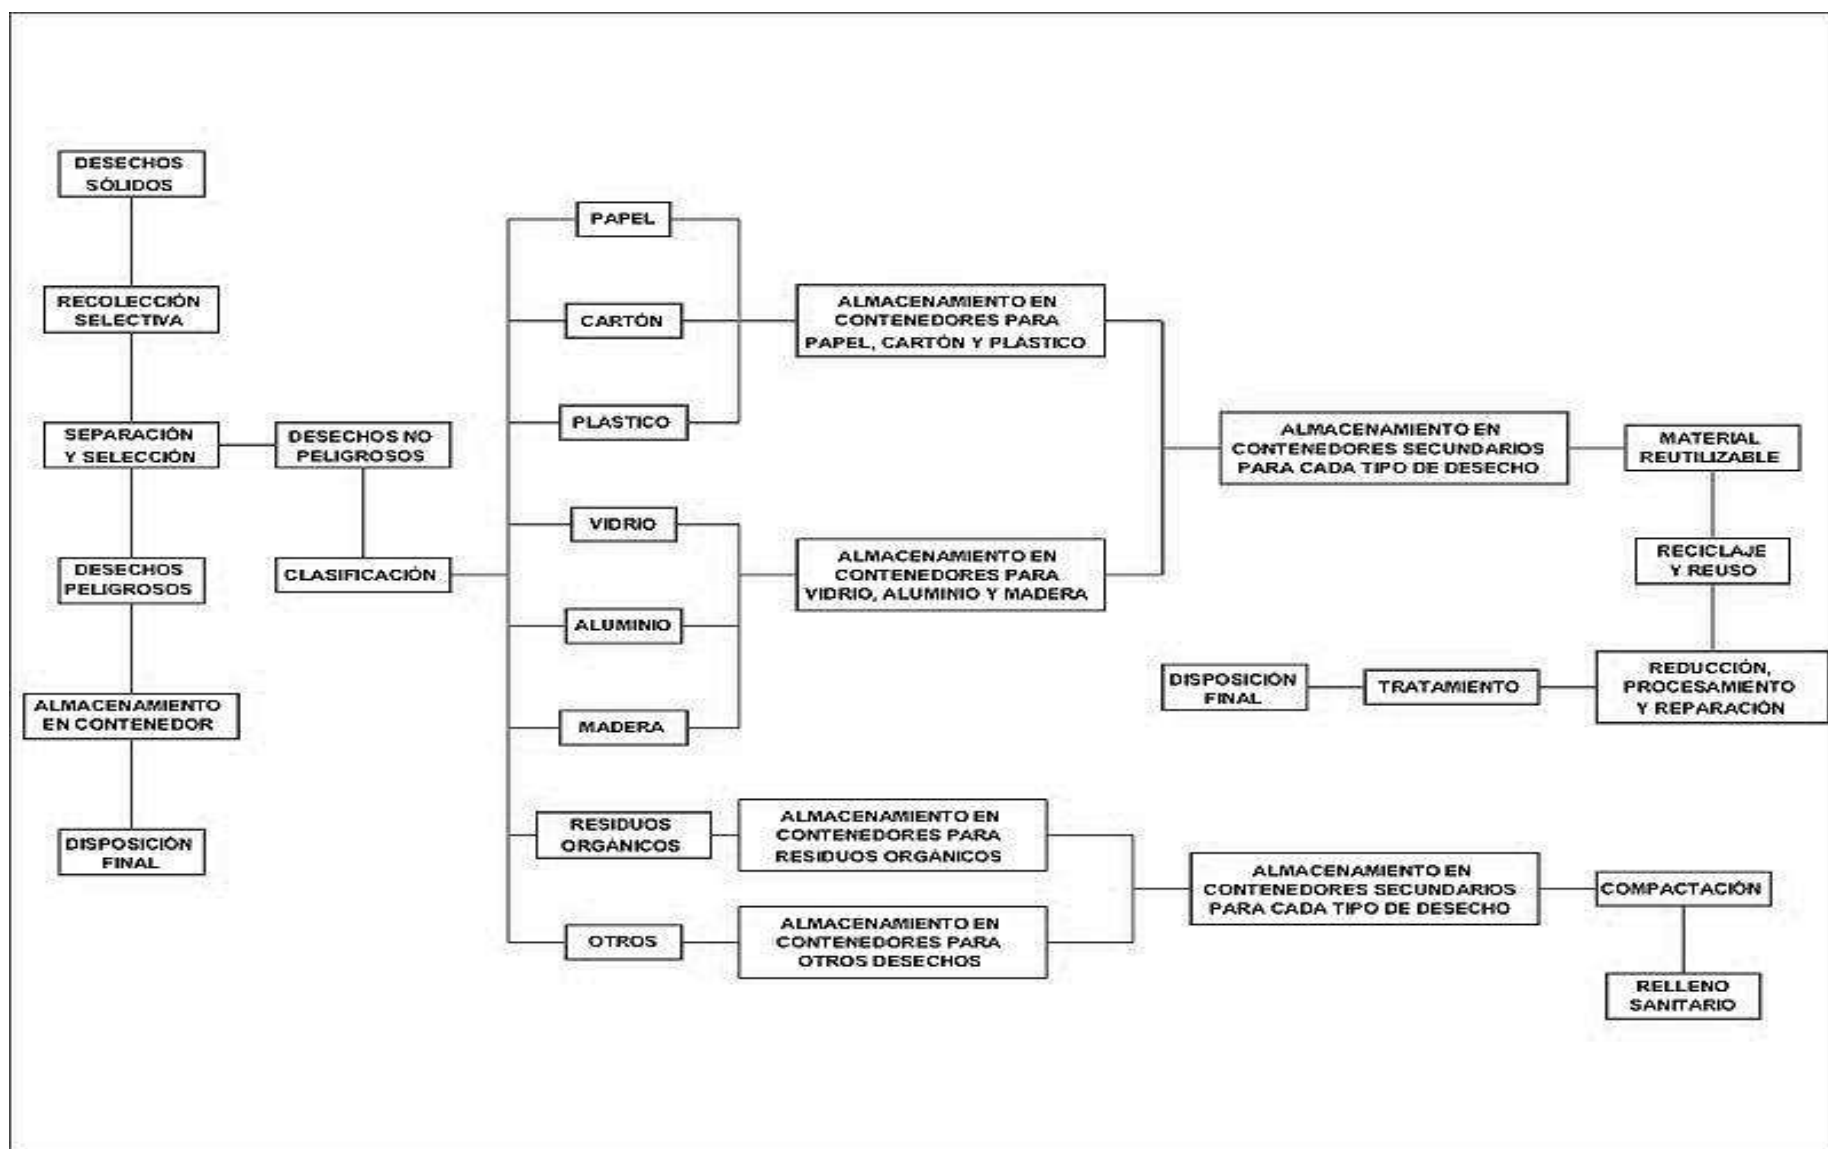 DESECHOS
SÓLIDOS
RECOLECCIÓN
SELECTIVA
SEPARACIÓN
Y SELECCIÓN
DESECHOS
PELIGROSOS
ALMACENAMIENTO
EN CONTENEDOR
DISPOSICIÓN
FINAL
DESECHOS NO
PELIGROSOS
CLASIFICACIÓN
PAPEL
CARTÓN
PLÁSTICO
VIDRIO
ALUMINIO
MADERA
RESIDUOS
ORGÁNICOS
OTROS
ALMACENAMIENTO EN
CONTENEDORES PARA
PAPEL, CARTÓN Y PLÁSTICO
ALMACENAMIENTO EN
CONTENEDORES PARA
VIDRIO, ALUMINIO Y MADERA
ALMACENAMIENTO EN
CONTENEDORES PARA
RESIDUOS ORGÁNICOS
ALMACENAMIENTO EN
CONTENEDORES PARA
OTROS DESECHOS
ALMACENAMIENTO EN
CONTENEDORES SECUNDARIOS
PARA CADA TIPO DE DESECHO
MATERIAL
REUTILIZABLE
RECICLAJE
Y REUSO
REDUCCIÓN,
PROCESAMIENTO
Y REPARACIÓN
TRATAMIENTO
DISPOSICIÓN
FINAL
ALMACENAMIENTO EN
CONTENEDORES SECUNDARIOS
PARA CADA TIPO DE DESECHO
COMPACTACIÓN
RELLENO
SANITARIO